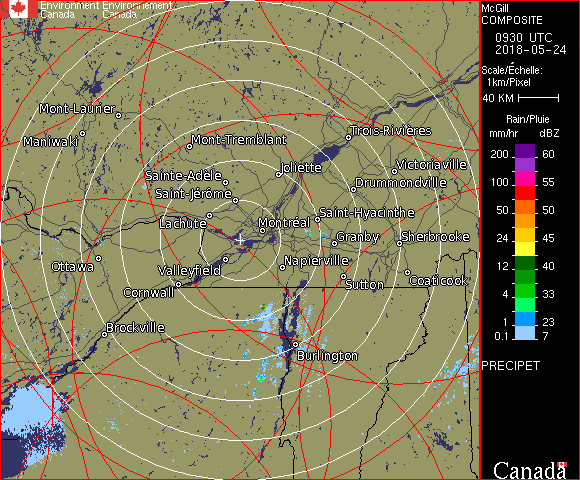 Environment Environnement
Canada Canada
McGill
COMPOSITE
0930 UTC
2018-05-24
Scale/Échelle:
1km/Pixel
40 KM
Rain/Pluie
mm/hr dBZ
200 60
100 55
50 50
24 45
12 40
4 33
1 23
0.1 7
PRECIPET
Canada
Mont-Laurier
Maniwaki
Mont-Tremblant
Trois-Rivières
Joliette
Victoriaville
Sainte-Adèle
Drummondville
Saint-Jérôme
Lachute
Saint-Hyacinthe
Montréal
Granby
Sherbrooke
Ottawa
Valleyfield
Napierville
Sutton
Coaticook
Cornwall
Brockville
Burlington